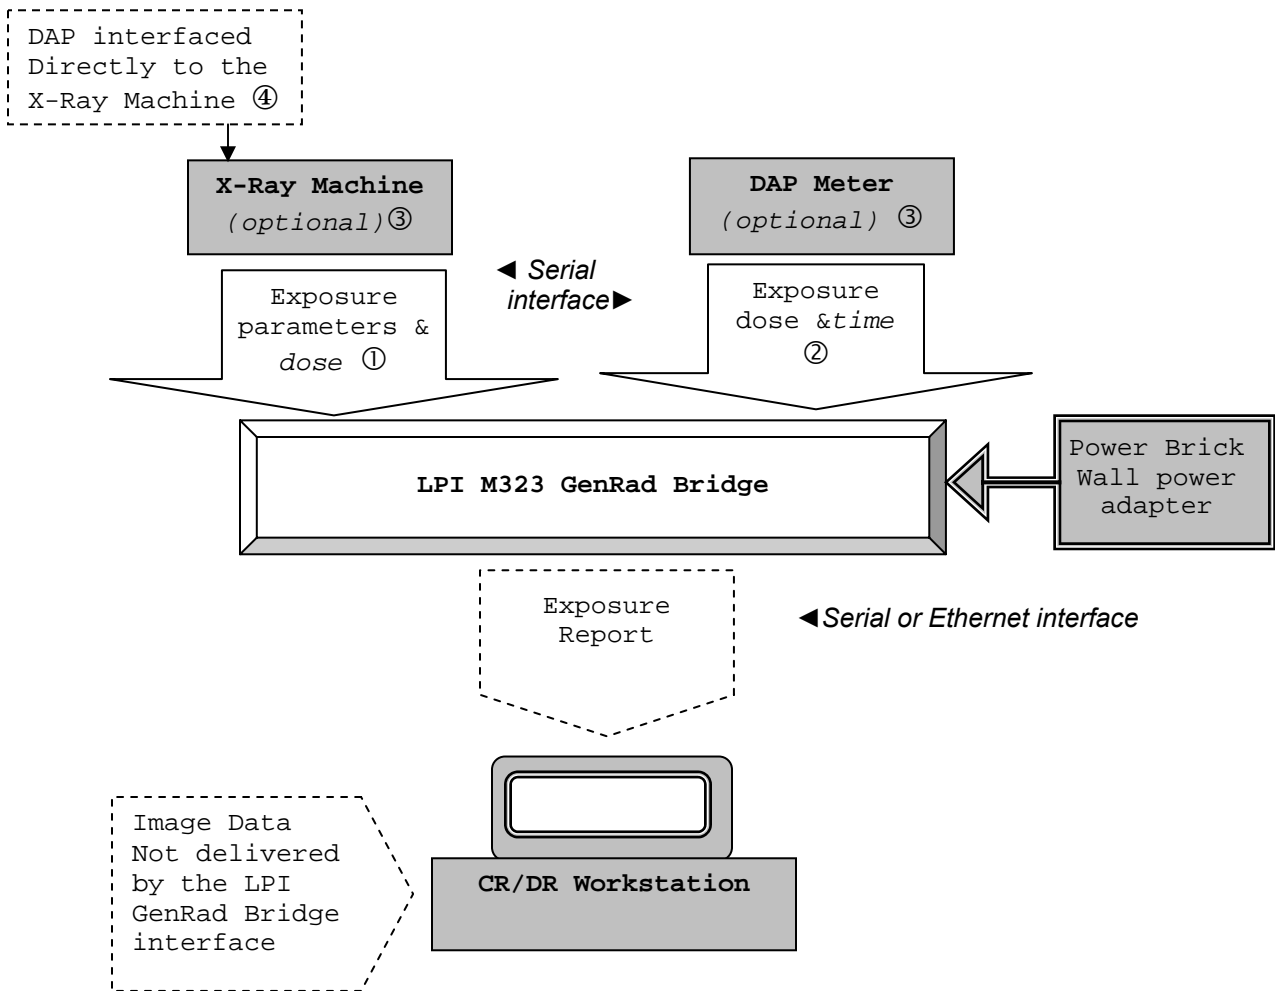 DAP interfaced
Directly to the
X-Ray Machine ④
X-Ray Machine
(optional)③
DAP Meter
(optional) ③
◄ Serial
interface►
Exposure
parameters &
dose ①
Exposure
dose &time
②
LPI M323 GenRad Bridge
Power Brick
Wall power
adapter
Exposure
Report
◄Serial or Ethernet interface
Image Data
Not delivered
by the LPI
GenRad Bridge
interface
CR/DR Workstation